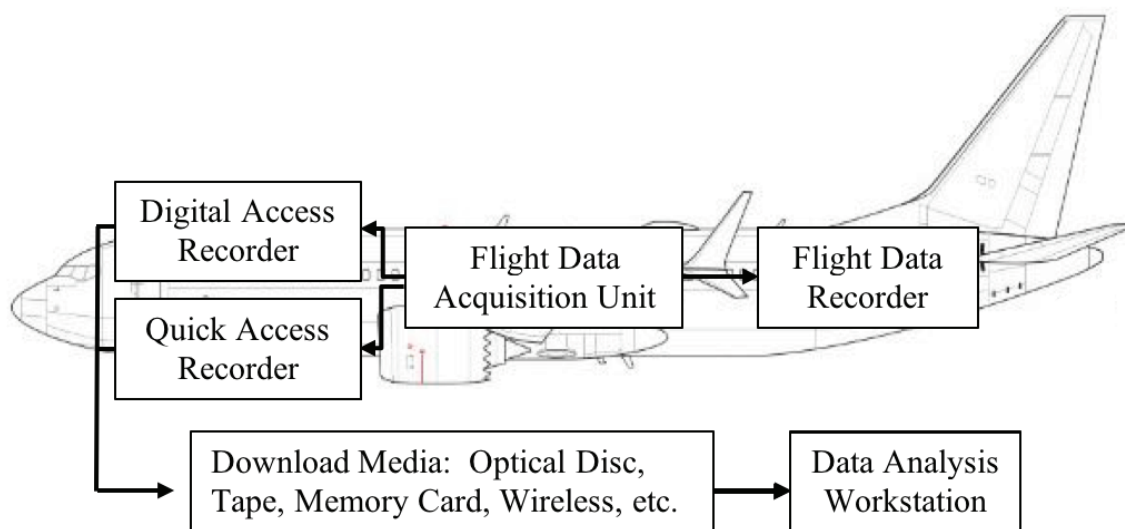 Digital Access
Recorder
Flight Data
Acquisition Unit
Flight Data
Recorder
Quick Access
Recorder
Download Media: Optical Disc,
Tape, Memory Card, Wireless, etc.
Data Analysis
Workstation